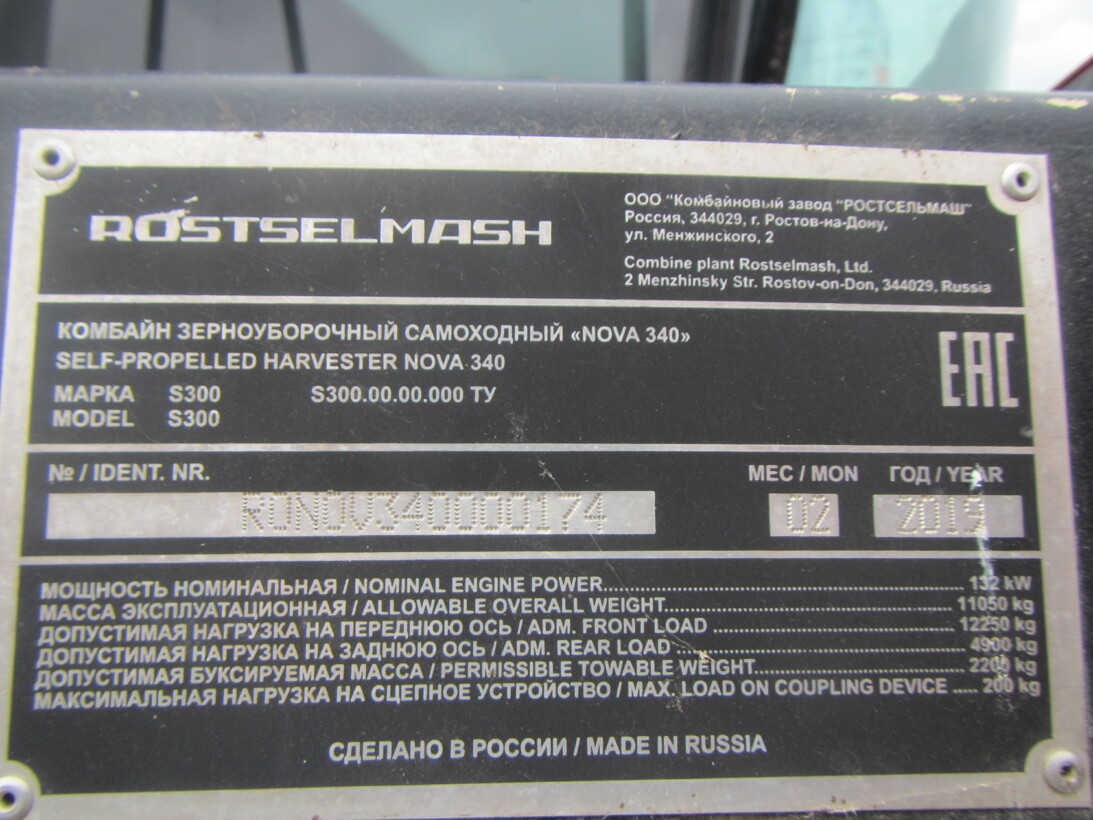 ROSTSELMASH
ООО "Комбайновый завод "РОСТСЕЛЬМАШ"
Россия, 344029, г. Ростов-на-Дону,
ул. Менжинского, 2
Combine plant Rostselmash, Ltd.
2 Menzhinsky Str. Rostov-on-Don, 344029, Russia
КОМБАЙН ЗЕРНОУБОРОЧНЫЙ САМОХОДНЫЙ «NOVA 340»
SELF-PROPELLED HARVESTER NOVA 340
МАРКА S300 S300.00.00.000 ТУ
MODEL S300
EAC
№ / IDENT. NR. МЕС / MON ГОД / YEAR
R0NOV340000174 02 2019
МОЩНОСТЬ НОМИНАЛЬНАЯ / NOMINAL ENGINE POWER........ 132 kW
МАССА ЭКСПЛУАТАЦИОННАЯ / ALLOWABLE OVERALL WEIGHT........ 11050 kg
ДОПУСТИМАЯ НАГРУЗКА НА ПЕРЕДНЮЮ ОСЬ / ADM. FRONT LOAD ........ 12250 kg
ДОПУСТИМАЯ НАГРУЗКА НА ЗАДНЮЮ ОСЬ / ADM. REAR LOAD ........ 4900 kg
ДОПУСТИМАЯ БУКСИРУЕМАЯ МАССА / PERMISSIBLE TOWABLE WEIGHT........ 2200 kg
МАКСИМАЛЬНАЯ НАГРУЗКА НА СЦЕПНОЕ УСТРОЙСТВО / MAX. LOAD ON COUPLING DEVICE ..... 200 kg
СДЕЛАНО В РОССИИ / MADE IN RUSSIA